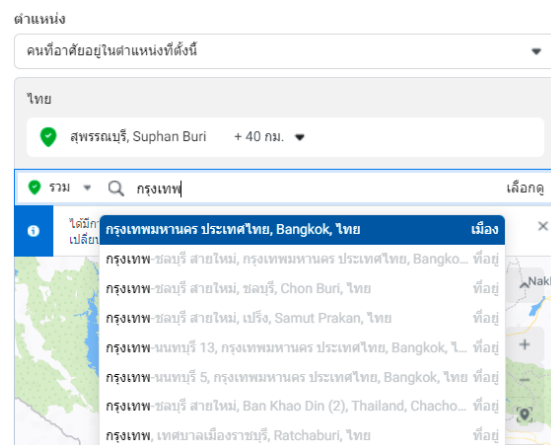 ตำแหน่ง
คนที่อาศัยอยู่ในตำแหน่งที่ตั้งนี้
ไทย
สุพรรณบุรี, Suphan Buri + 40 กม.
รวม กรุงเทพ เลือกดู
ได้มีกา
เปลี่ยน
กรุงเทพมหานคร ประเทศไทย, Bangkok, ไทย เมือง
กรุงเทพ-ชลบุรี สายใหม่, กรุงเทพมหานคร ประเทศไทย, Bangko... ที่อยู่
กรุงเทพ-ชลบุรี สายใหม่, ชลบุรี, Chon Buri, ไทย ที่อยู่
กรุงเทพ-ชลบุรี สายใหม่, เปร็ง, Samut Prakan, ไทย ที่อยู่
กรุงเทพ-นนทบุรี 13, กรุงเทพมหานคร ประเทศไทย, Bangkok, ไ... ที่อยู่
กรุงเทพ-นนทบุรี 5, กรุงเทพมหานคร ประเทศไทย, Bangkok, ไทย ที่อยู่
กรุงเทพ-ชลบุรี สายใหม่, Ban Khao Din (2), Thailand, Chacho... ที่อยู่
กรุงเทพ, เทศบาลเมืองราชบุรี, Ratchaburi, ไทย ที่อยู่
Nakl